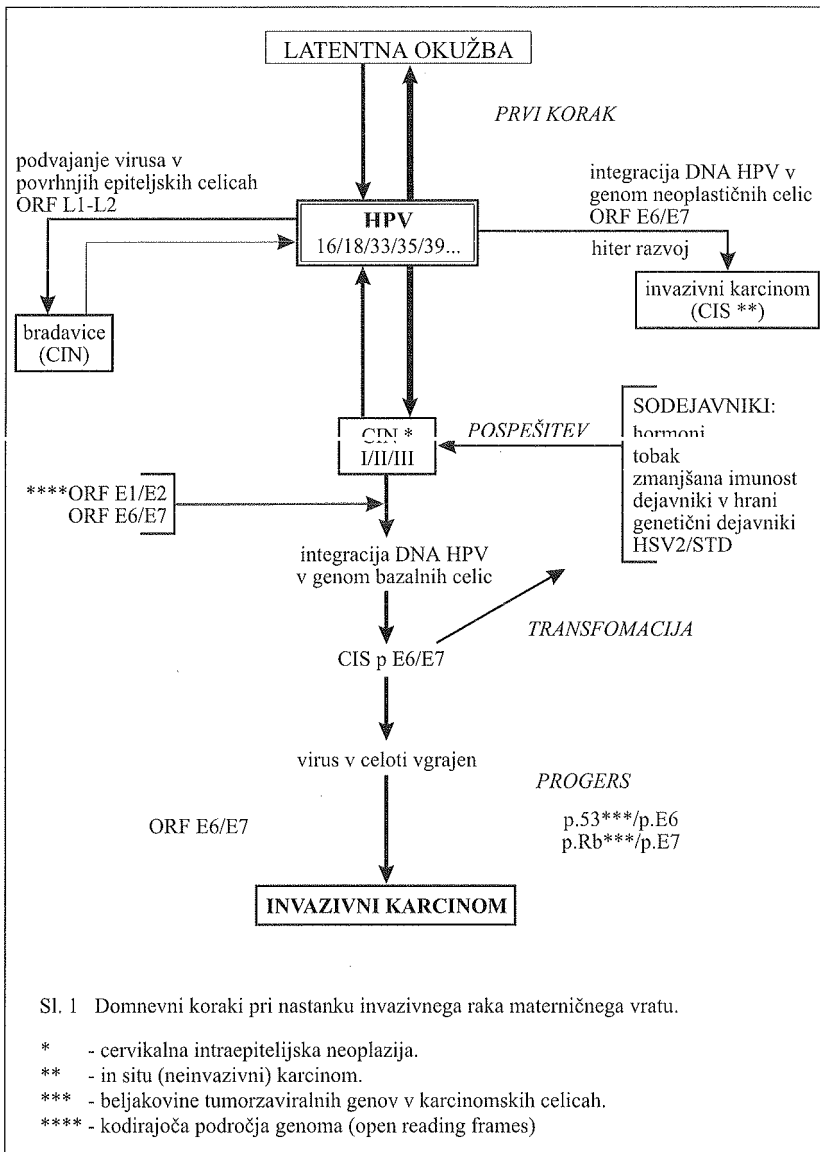 LATENTNA OKUŽBA
PRVI KORAK
podvajanje virusa v
povrhnjih epiteljskih celicah
ORF L1-L2
integracija DNA HPV v
genom neoplastičnih celic
ORF E6/E7
hiter razvoj
HPV
16/18/33/35/39...
invazivni karcinom
(CIS **)
bradavice
(CIN)
CIN *
I/II/III
POSPEŠITEV
SODEJAVNIKI:
hormoni
tobak
zmanjšana imunost
dejavniki v hrani
genetični dejavniki
HSV2/STD
****ORF E1/E2
ORF E6/E7
integracija DNA HPV
v genom bazalnih celic
TRANSFOMACIJA
CIS p E6/E7
virus v celoti vgrajen
PROGERS
ORF E6/E7
p.53***/p.E6
p.Rb***/p.E7
INVAZIVNI KARCINOM
Sl. 1 Domnevni koraki pri nastanku invazivnega raka materničnega vratu.
* - cervikalna intraepitelijska neoplazija.
** - in situ (neinvazivni) karcinom.
*** - beljakovine tumorzaviralnih genov v karcinomskih celicah.
**** - kodirajoča področja genoma (open reading frames)